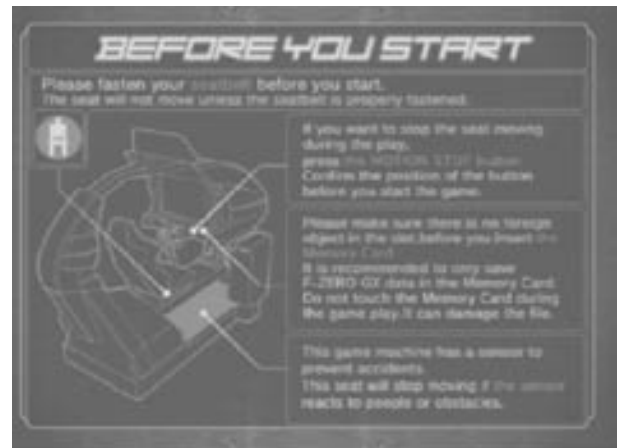 BEFORE YOU START
Please fasten your seatbelt before you start.
The seat will not move unless the seatbelt is properly fastened.
If you want to stop the seat moving
during the play,
press the MOTION STOP button.
Confirm the position of the button
before you start the game.
Please make sure there is no foreign
object in the slot before you insert the
Memory Card.
It is recommended to only save
F-ZERO GX data in the Memory Card.
Do not touch the Memory Card during
the game play. It can damage the file.
This game machine has a sensor to
prevent accidents.
This seat will stop moving if the sensor
reacts to people or obstacles.